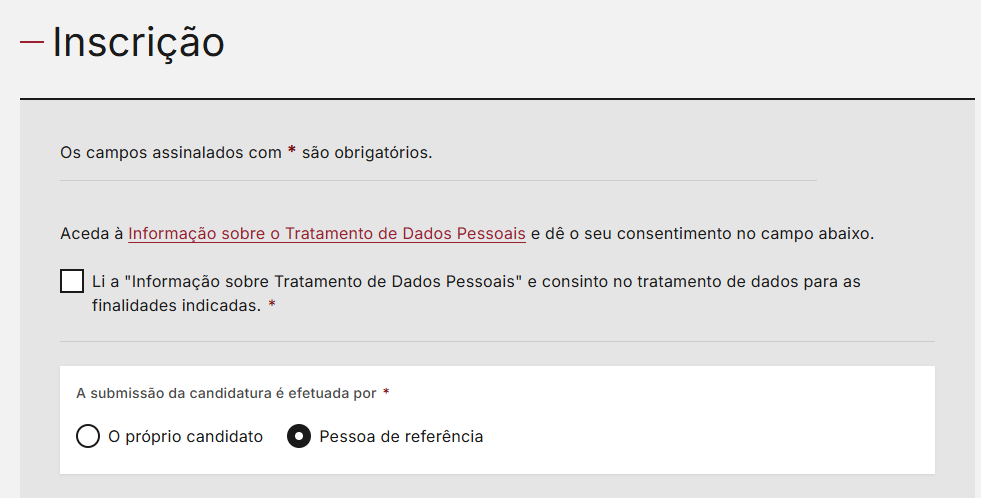 Inscrição
Os campos assinalados com * são obrigatórios.
Aceda à Informação sobre o Tratamento de Dados Pessoais e dê o seu consentimento no campo abaixo.
Li a "Informação sobre Tratamento de Dados Pessoais" e consinto no tratamento de dados para as
finalidades indicadas. *
A submissão da candidatura é efetuada por *
O próprio candidato Pessoa de referência